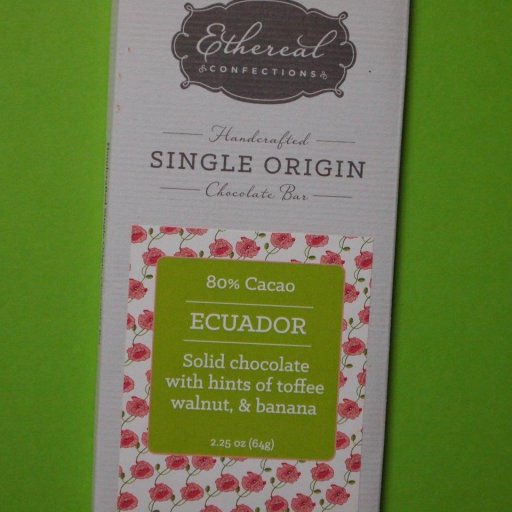 Ethereal
CONFECTIONS
Handcrafted
SINGLE ORIGIN
Chocolate Bar
80% Cacao
ECUADOR
Solid chocolate
with hints of toffee
walnut, & banana
2.25 oz (64g)